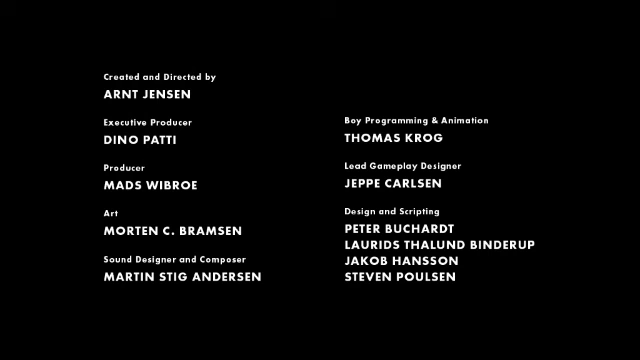 Created and Directed by
ARNT JENSEN
Executive Producer
DINO PATTI
Producer
MADS WIBROE
Art
MORTEN C. BRAMSEN
Sound Designer and Composer
MARTIN STIG ANDERSEN
Boy Programming & Animation
THOMAS KROG
Lead Gameplay Designer
JEPPE CARLSEN
Design and Scripting
PETER BUCHARDT
LAURIDS THALUND BINDERUP
JAKOB HANSSON
STEVEN POULSEN